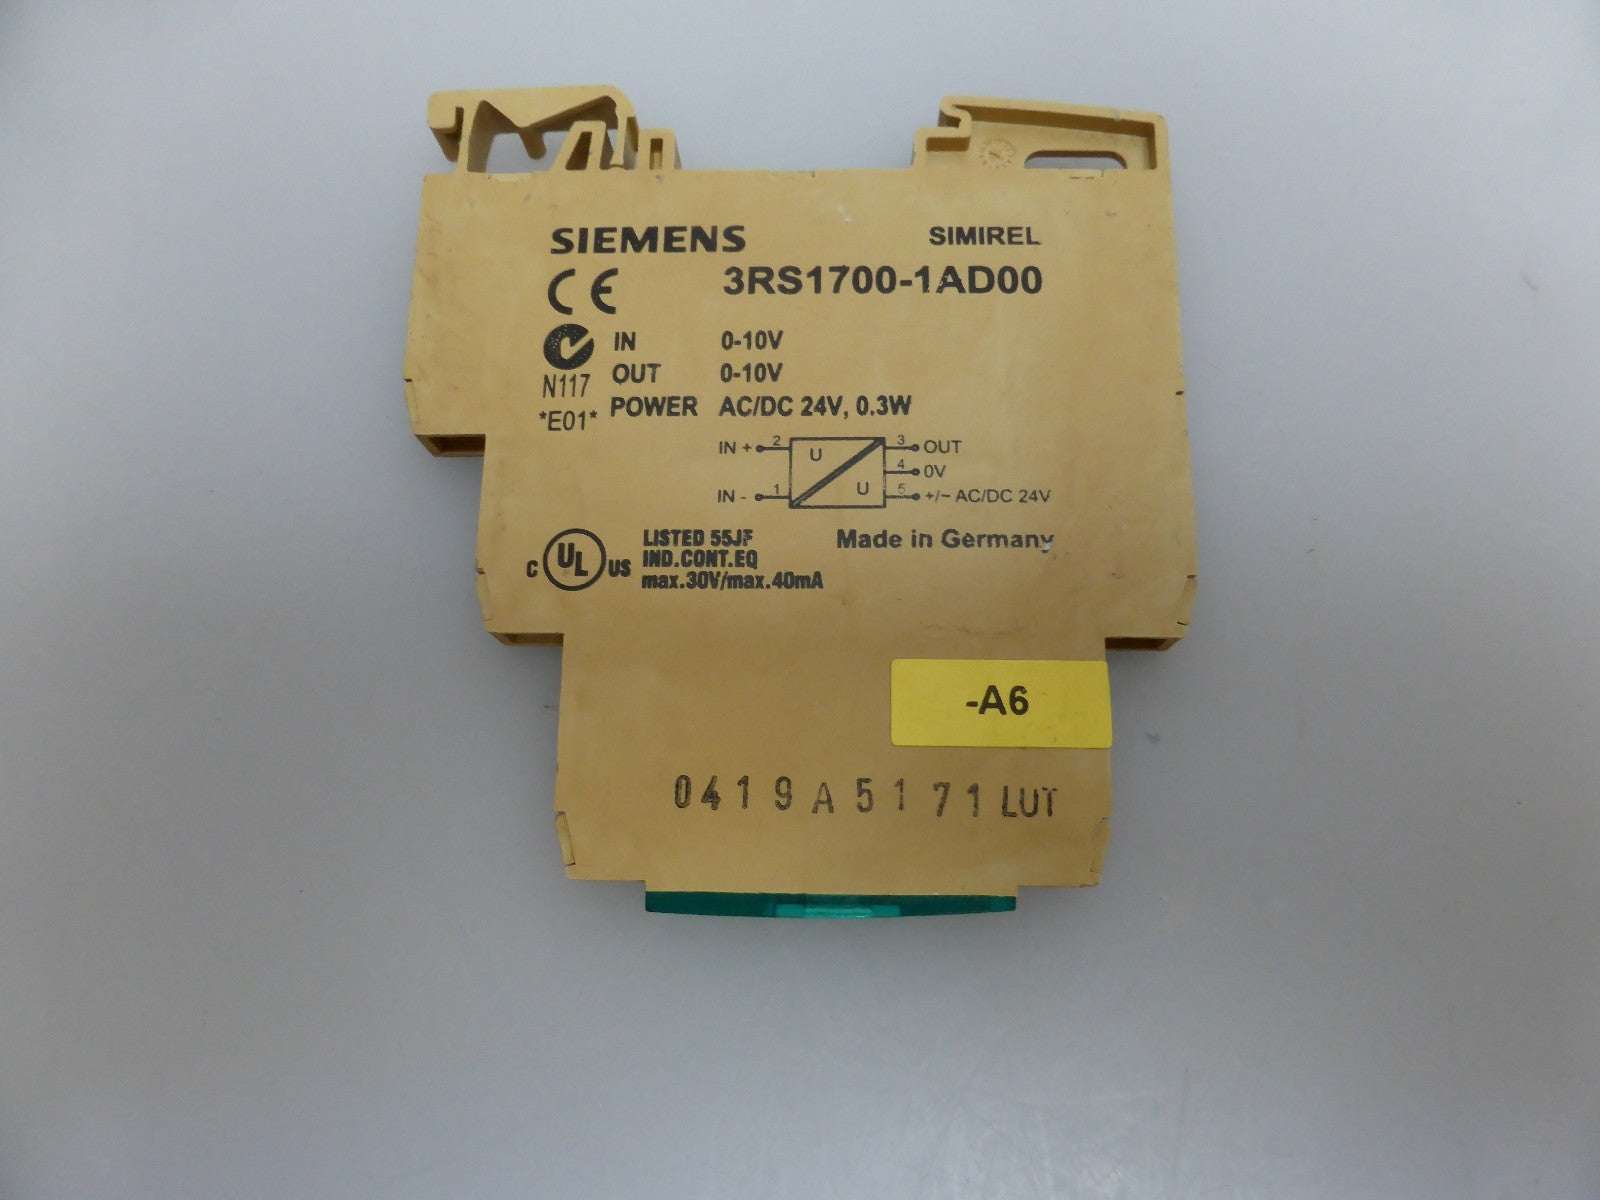 SIEMENS SIMIREL
CE 3RS1700-1AD00
IN 0-10V
N117 OUT 0-10V
*E01* POWER AC/DC 24V, 0.3W
IN + 2 U 3 OUT
4 0V
IN - 1 U 5 +/~ AC/DC 24V
LISTED 55JF Made in Germany
C UL US IND.CONT.EQ
max.30V/max.40mA
-A6
0419A5171LUT